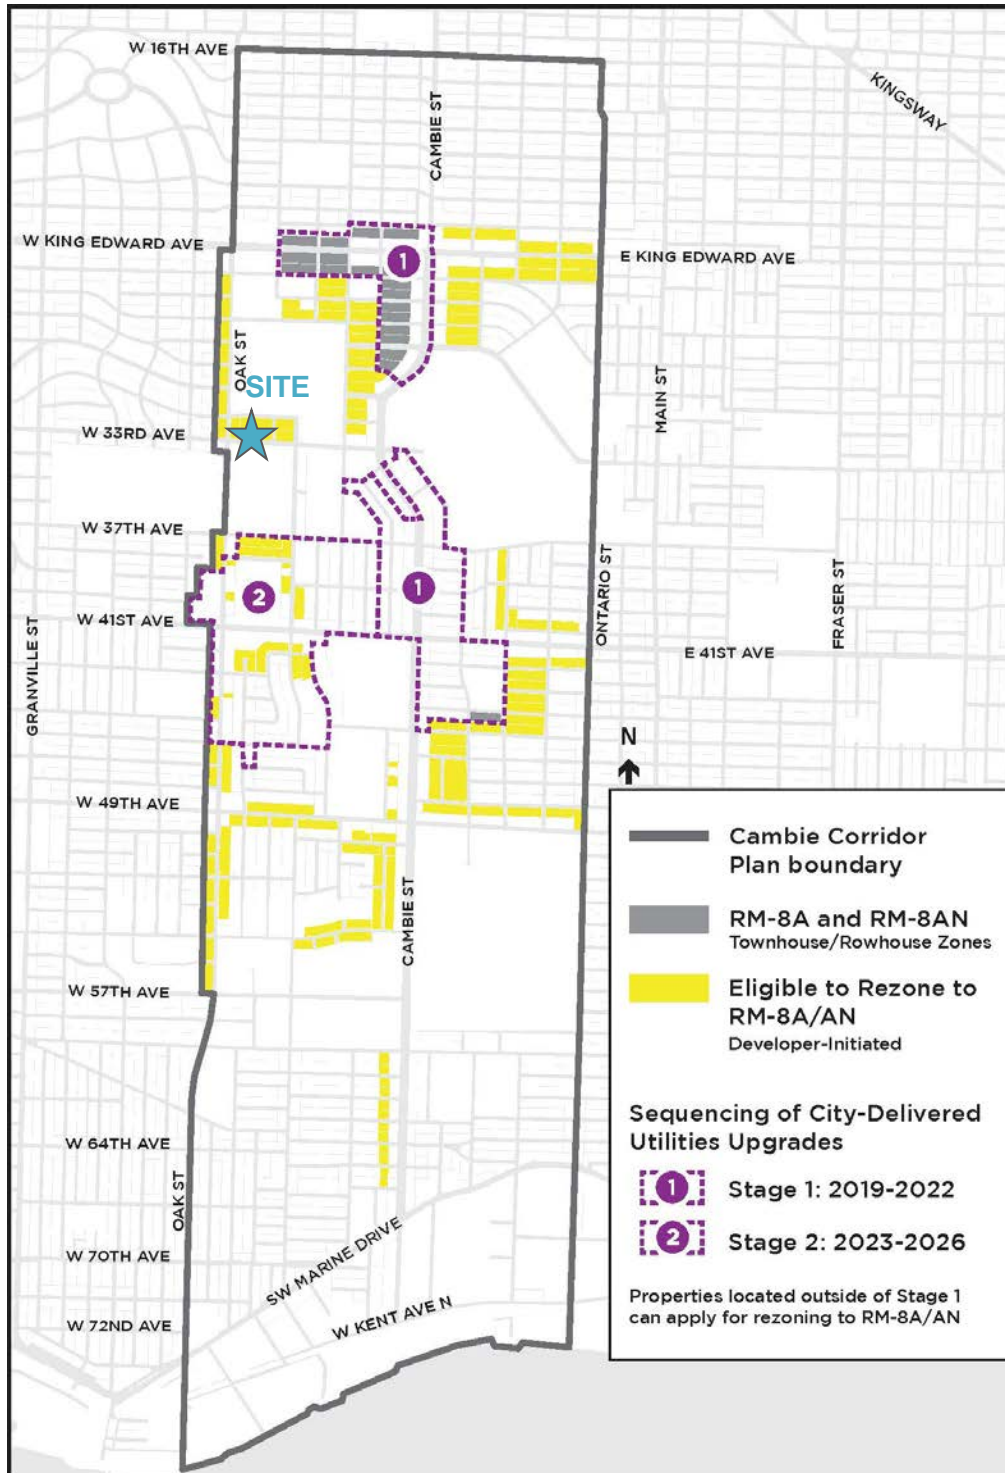 W 16TH AVE
CAMBIE ST
KINGSWAY
W KING EDWARD AVE
E KING EDWARD AVE
1
OAK ST
SITE
MAIN ST
W 33RD AVE
W 37TH AVE
1
2
ONTARIO ST
FRASER ST
W 41ST AVE
E 41ST AVE
GRANVILLE ST
N
W 49TH AVE
CAMBIE ST
W 57TH AVE
W 64TH AVE
OAK ST
SW MARINE DRIVE
W 70TH AVE
W KENT AVE N
W 72ND AVE
Cambie Corridor
Plan boundary
RM-8A and RM-8AN
Townhouse/Rowhouse Zones
Eligible to Rezone to
RM-8A/AN
Developer-Initiated
Sequencing of City-Delivered
Utilities Upgrades
1 Stage 1: 2019-2022
2 Stage 2: 2023-2026
Properties located outside of Stage 1
can apply for rezoning to RM-8A/AN